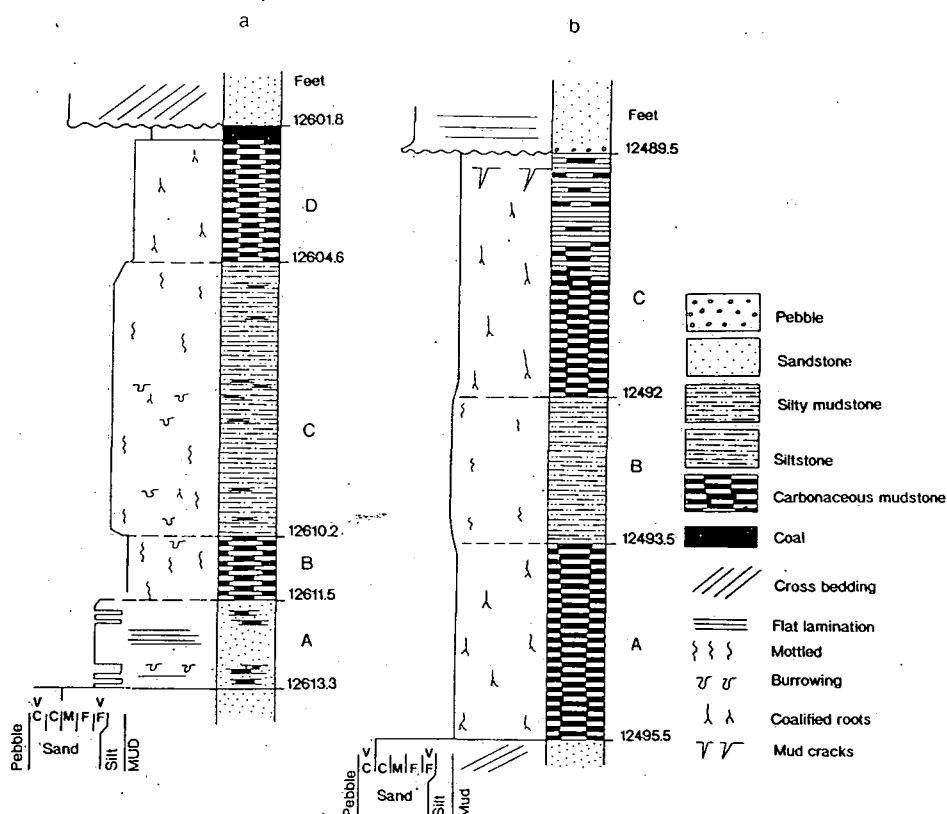 a
Feet
12601.8
D
12604.6
C
12610.2
B
12611.5
A
12613.3
V V
C C M F F
Pebble
Sand
Silt
MUD
b
Feet
12489.5
C
12492
B
12493.5
A
12495.5
V V
C C M F F
Pebble
Sand
Silt
Mud
Pebble
Sandstone
Silty mudstone
Siltstone
Carbonaceous mudstone
Coal
Cross bedding
Flat lamination
Mottled
Burrowing
Coalified roots
Mud cracks